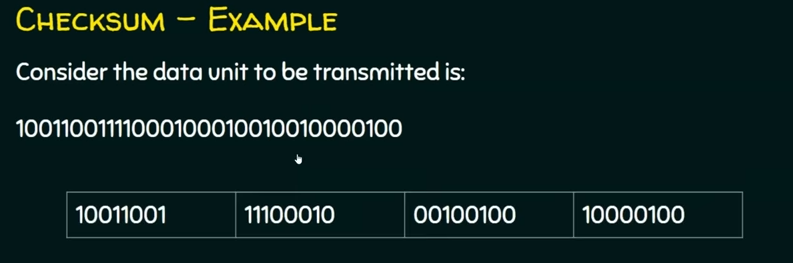 CHECKSUM – EXAMPLE
Consider the data unit to be transmitted is:
10011001111000100010010010000100
10011001 11100010 00100100 10000100